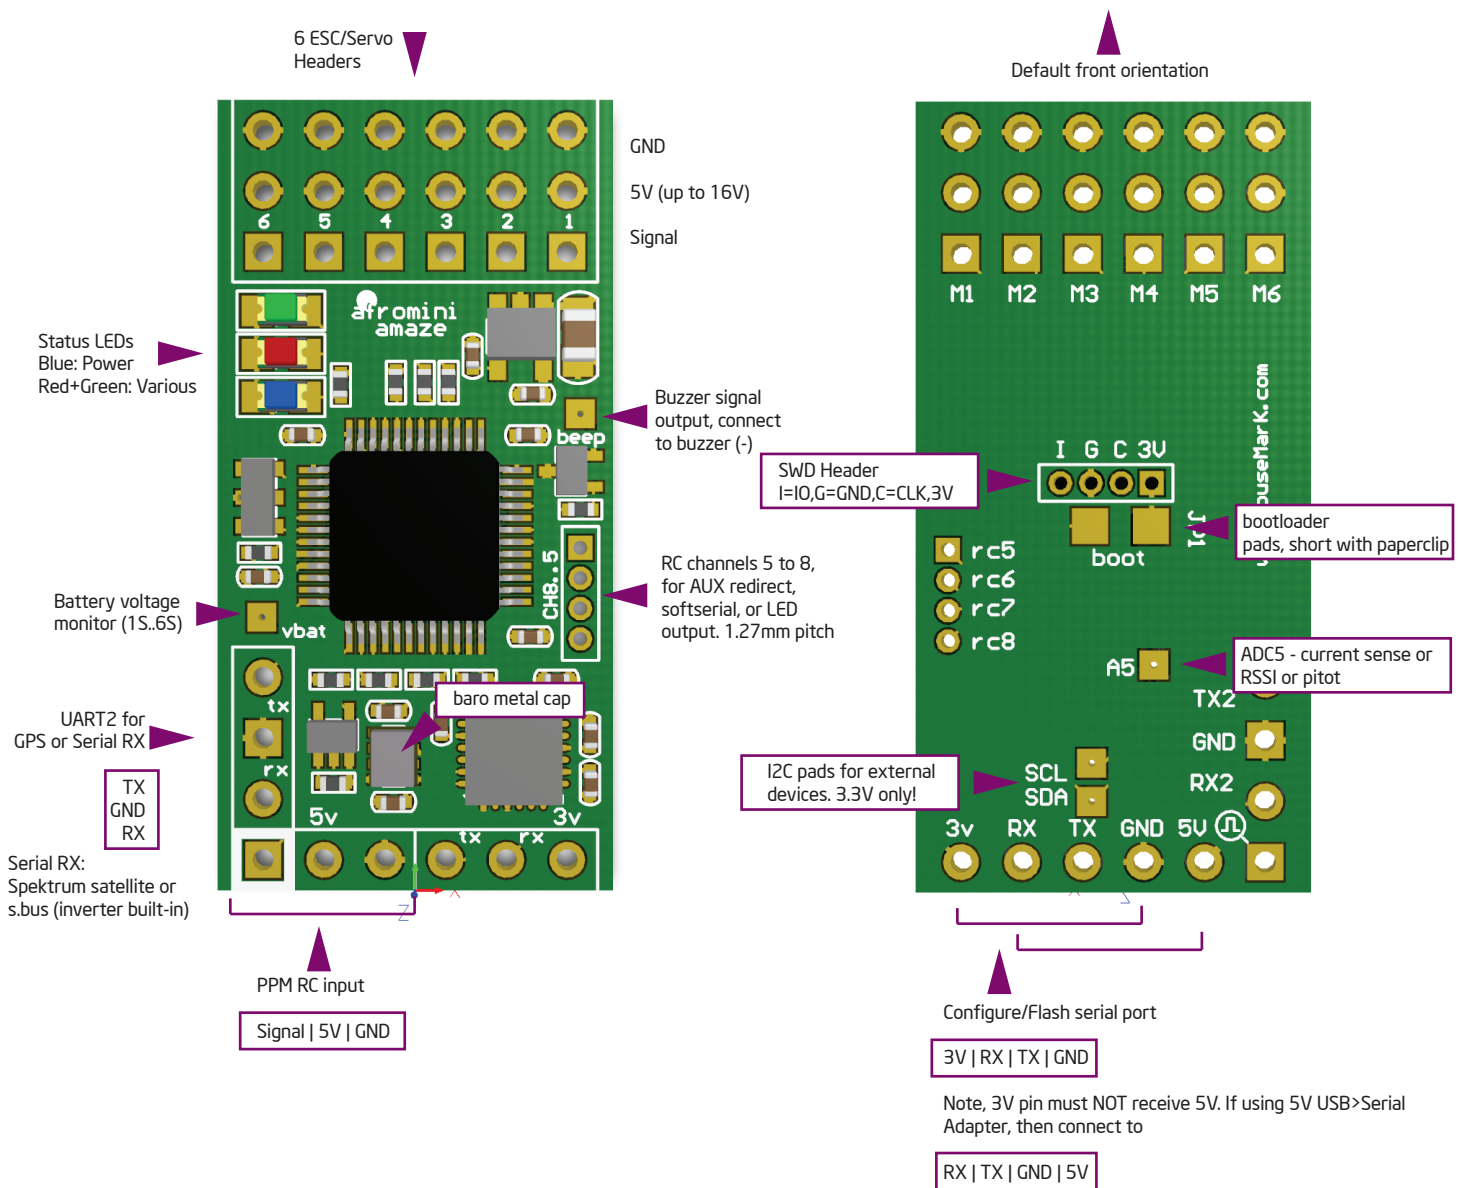 6 ESC/Servo
Headers
GND
5V (up to 16V)
Signal
6 5 4 3 2 1
afromini
amaze
Status LEDs
Blue: Power
Red+Green: Various
beep
Buzzer signal
output, connect
to buzzer (-)
CH8..5
RC channels 5 to 8,
for AUX redirect,
softserial, or LED
output. 1.27mm pitch
Battery voltage
monitor (1S..6S)
vbat
baro metal cap
tx
UART2 for
GPS or Serial RX
rx
TX
GND
RX
5v
3v
tx rx
Serial RX:
Spektrum satellite or
s.bus (inverter built-in)
Z X
PPM RC input
Signal | 5V | GND
Default front orientation
M1 M2 M3 M4 M5 M6
ouseMark.com
I G C 3V
SWD Header
I=IO,G=GND,C=CLK,3V
JP1
boot
bootloader
pads, short with paperclip
rc5
rc6
rc7
rc8
A5
ADC5 - current sense or
RSSI or pitot
TX2
GND
RX2
I2C pads for external
devices. 3.3V only!
SCL
SDA
3v RX TX GND 5V
Configure/Flash serial port
3V | RX | TX | GND
Note, 3V pin must NOT receive 5V. If using 5V USB>Serial
Adapter, then connect to
RX | TX | GND | 5V